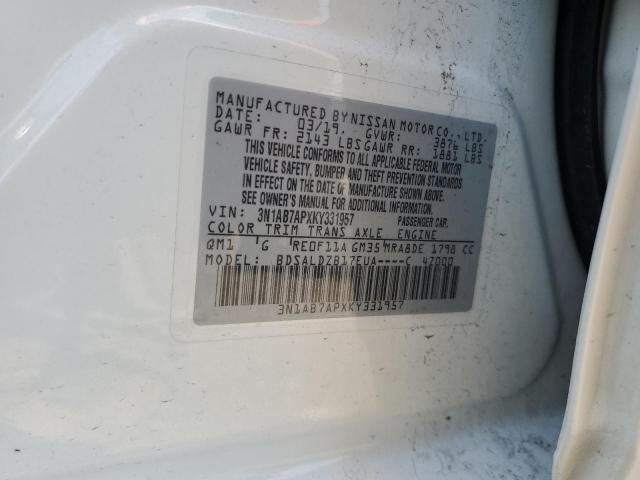 MANUFACTURED BY NISSAN MOTOR CO., LTD.
DATE: 03/19. GVWR: 3876 LBS
GAWR FR: 2143 LBS GAWR RR: 1881 LBS
THIS VEHICLE CONFORMS TO ALL APPLICABLE FEDERAL MOTOR
VEHICLE SAFETY, BUMPER AND THEFT PREVENTION STANDARDS
IN EFFECT ON THE DATE OF MANUFACTURE SHOWN ABOVE.
SEE OWNER'S MANUAL FOR ADDITIONAL INFORMATION.
VIN: 3N1AB7APXKY331957 PASSENGER CAR.
COLOR TRIM TRANS AXLE ENGINE
QM1 G RE0F11A GM35 MRA8DE 1798 CC
MODEL: BDSALDZB17EUA----C 4Z000
3N1AB7APXKY331957